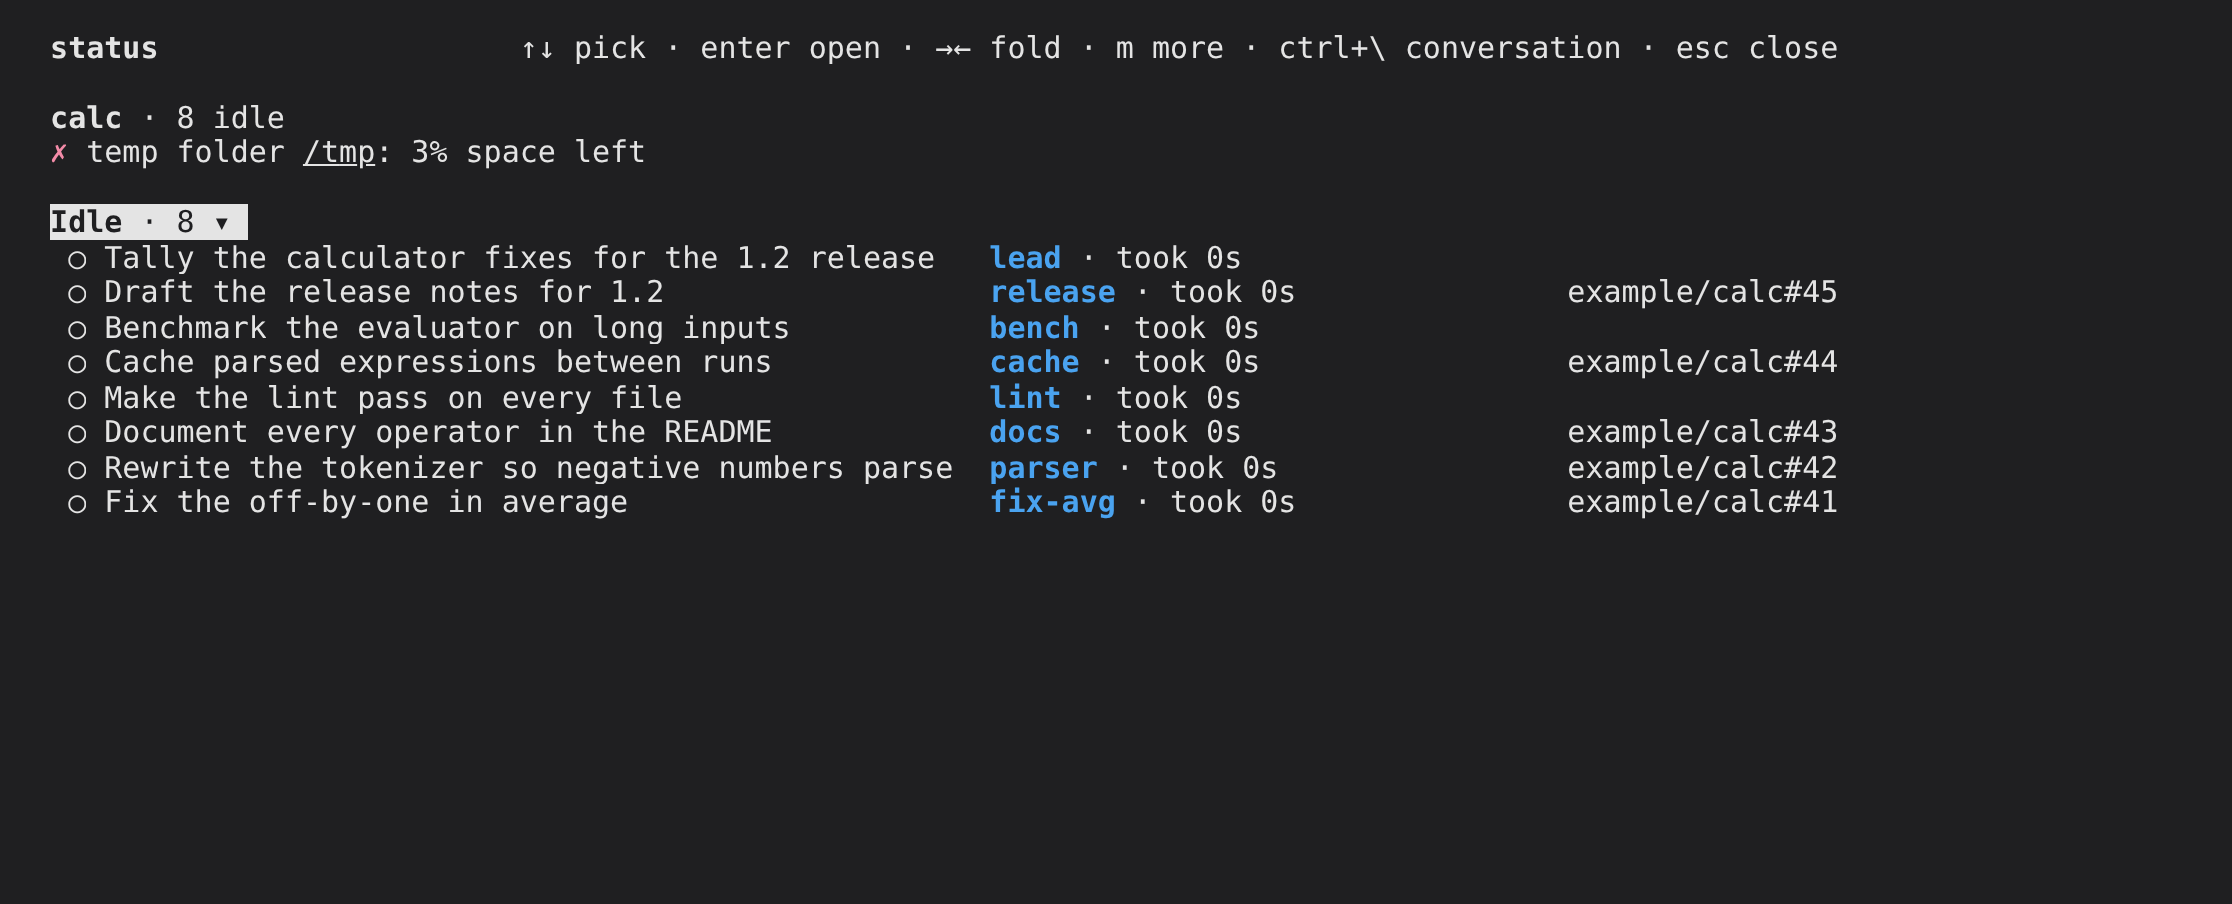 status ↑↓ pick · enter open · →← fold · m more · ctrl+\ conversation · esc close
calc · 8 idle
✗ temp folder /tmp: 3% space left
Idle · 8 ▾
○ Tally the calculator fixes for the 1.2 release lead · took 0s
○ Draft the release notes for 1.2 release · took 0s example/calc#45
○ Benchmark the evaluator on long inputs bench · took 0s
○ Cache parsed expressions between runs cache · took 0s example/calc#44
○ Make the lint pass on every file lint · took 0s
○ Document every operator in the README docs · took 0s example/calc#43
○ Rewrite the tokenizer so negative numbers parse parser · took 0s example/calc#42
○ Fix the off-by-one in average fix-avg · took 0s example/calc#41